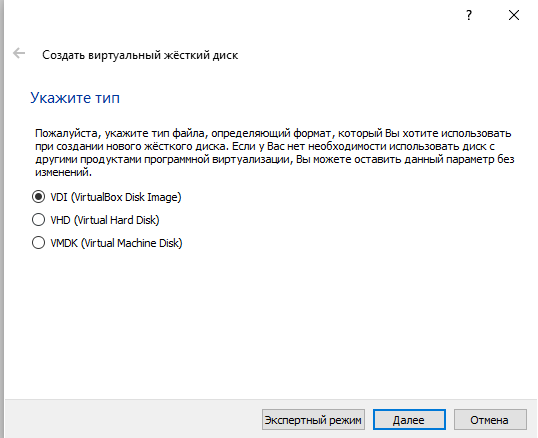 ?
Создать виртуальный жёсткий диск
Укажите тип
Пожалуйста, укажите тип файла, определяющий формат, который Вы хотите использовать
при создании нового жёсткого диска. Если у Вас нет необходимости использовать диск с
другими продуктами программной виртуализации, Вы можете оставить данный параметр без
изменений.
VDI (VirtualBox Disk Image)
VHD (Virtual Hard Disk)
VMDK (Virtual Machine Disk)
Экспертный режим Далее Отмена